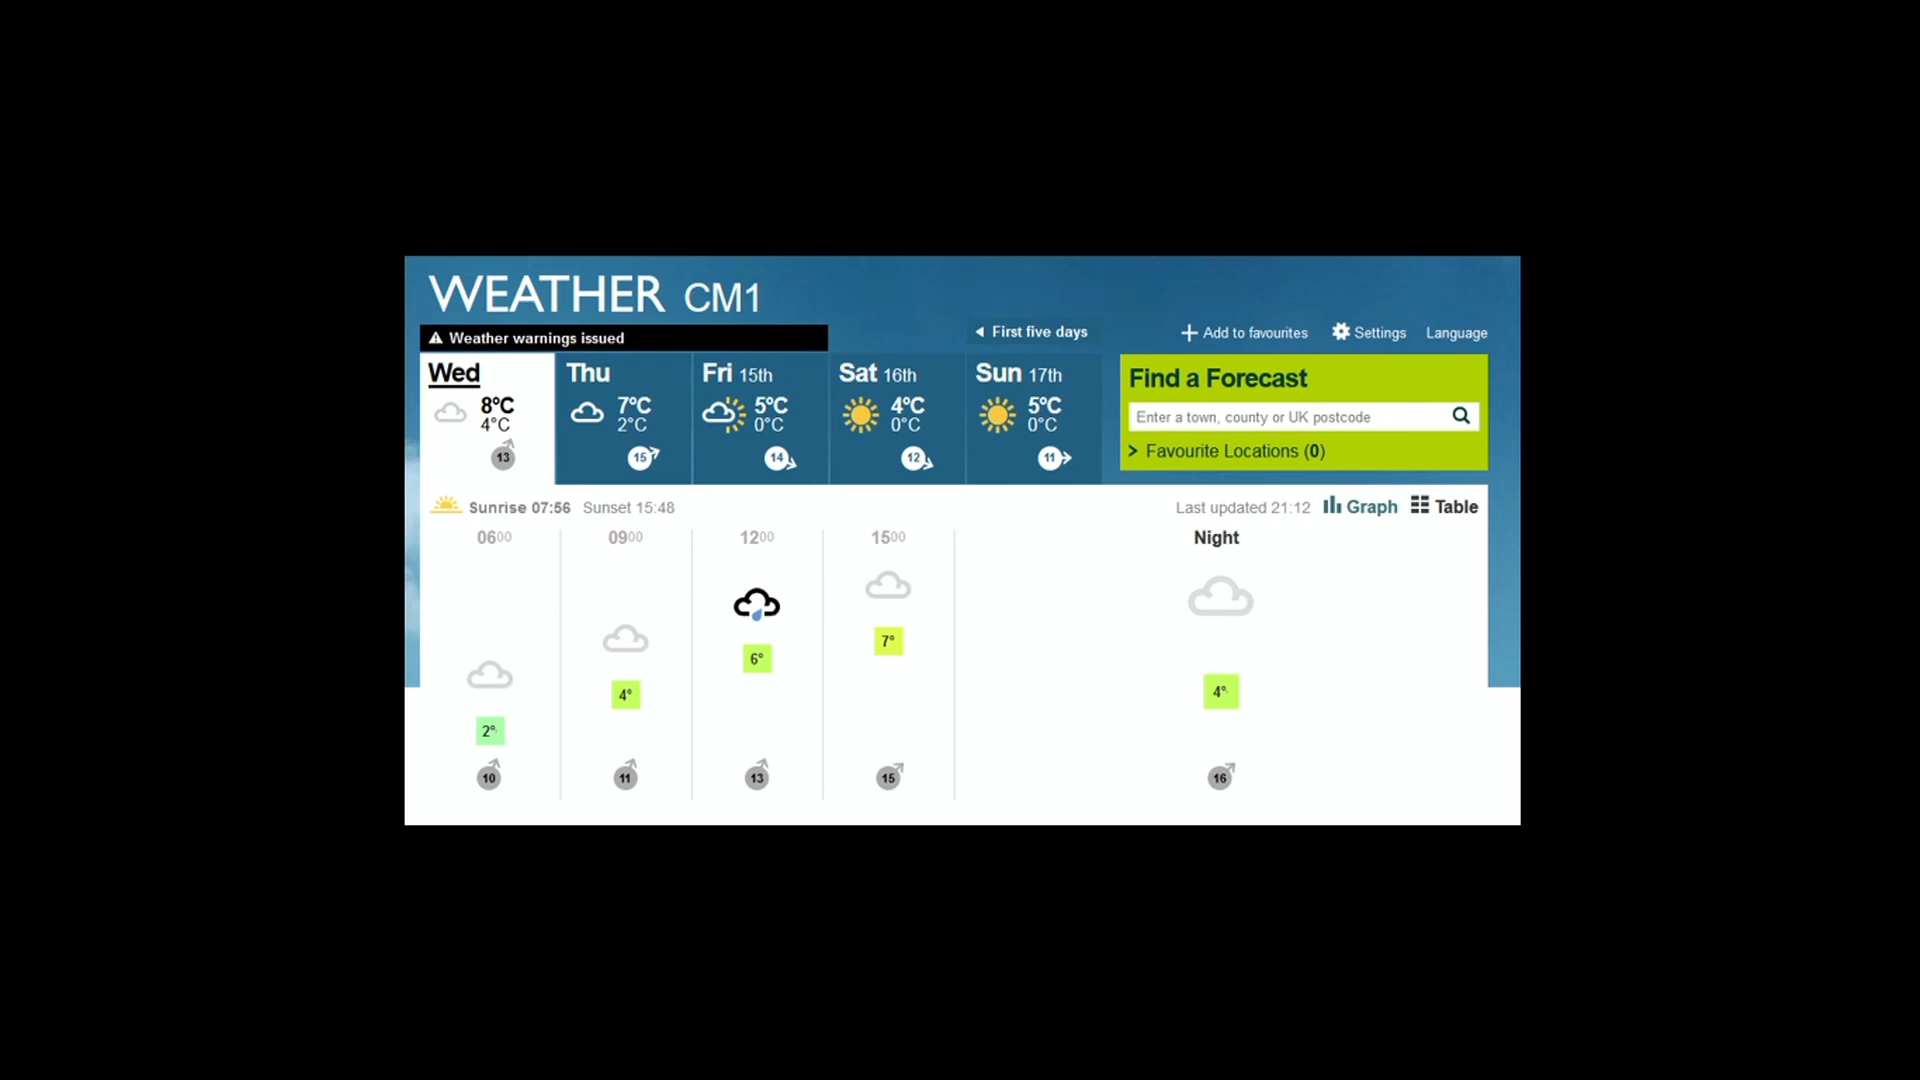 WEATHER CM1
Weather warnings issued
First five days
Add to favourites
Settings
Language
Wed
8°C
4°C
13
Thu
7°C
2°C
15
Fri 15th
5°C
0°C
14
Sat 16th
4°C
0°C
12
Sun 17th
5°C
0°C
11
Find a Forecast
Enter a town, county or UK postcode
> Favourite Locations (0)
Sunrise 07:56 Sunset 15:48
Last updated 21:12
Graph
Table
0600 0900 1200 1500 Night
2° 4° 6° 7° 4°
10 11 13 15 16